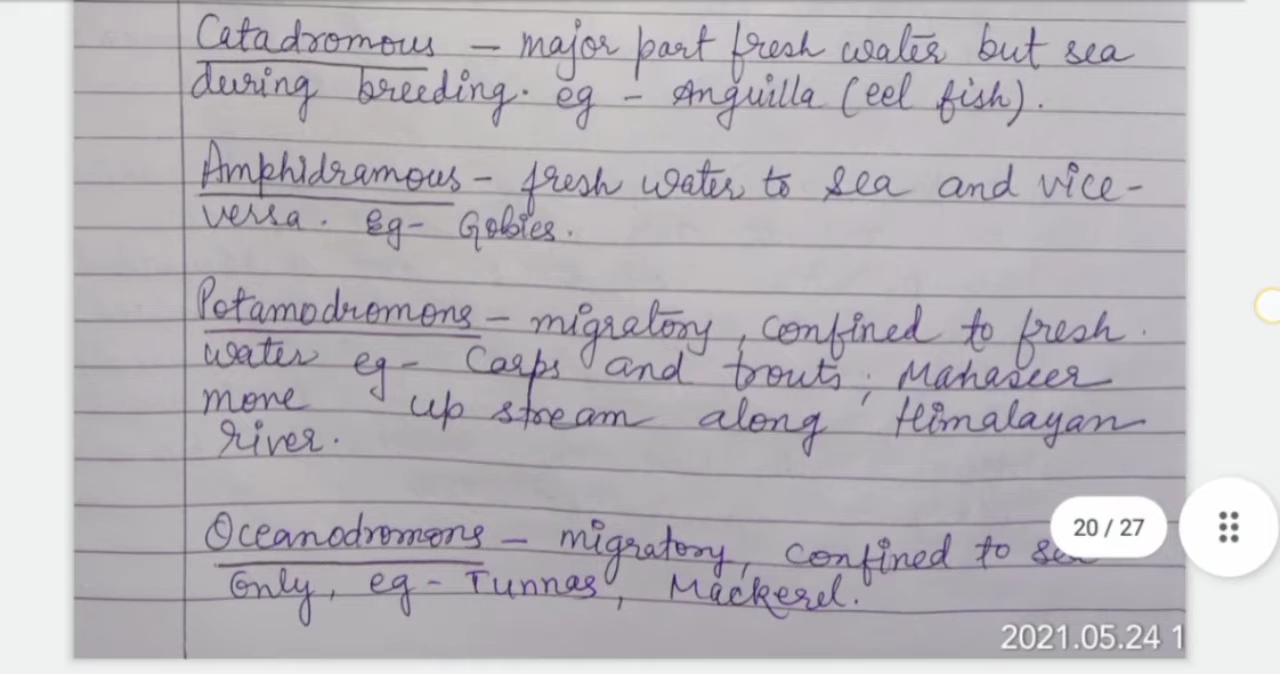 Catadromous – major part fresh water but sea
during breeding. eg – Anguilla (eel fish).
Amphidramous – fresh water to sea and vice-
versa. eg– Gobies.
Potamodromons – migratory, confined to fresh
water eg– Carps and trouts, Mahaseer
move up stream along Himalayan
river.
Oceanodromons – migratory, confined to sea
Only, eg – Tunnas, Mackerel.
20 / 27
2021.05.24 1